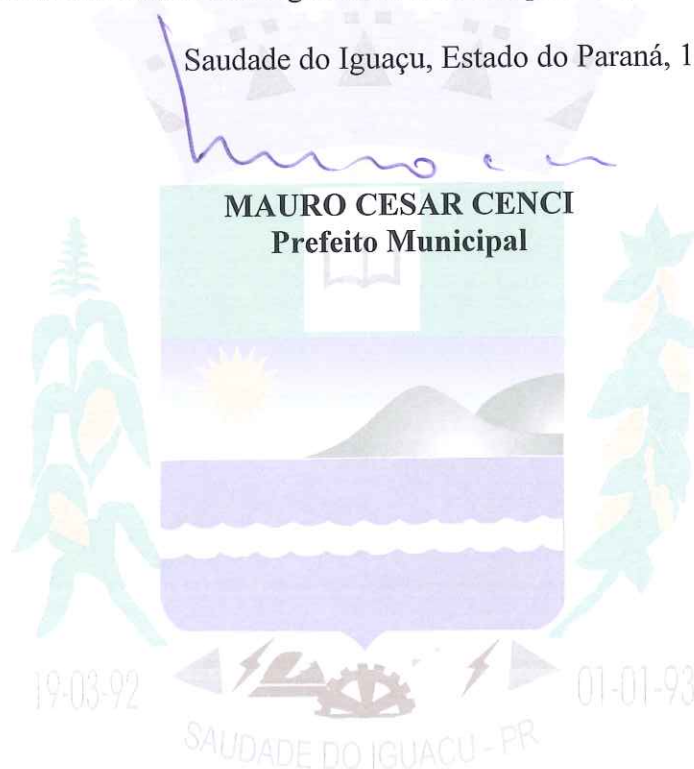 Saudade do Iguaçu, Estado do Paraná, 1
MAURO CESAR CENCI
Prefeito Municipal
19-03-92
01-01-93
SAUDADE DO IGUAÇU - PR